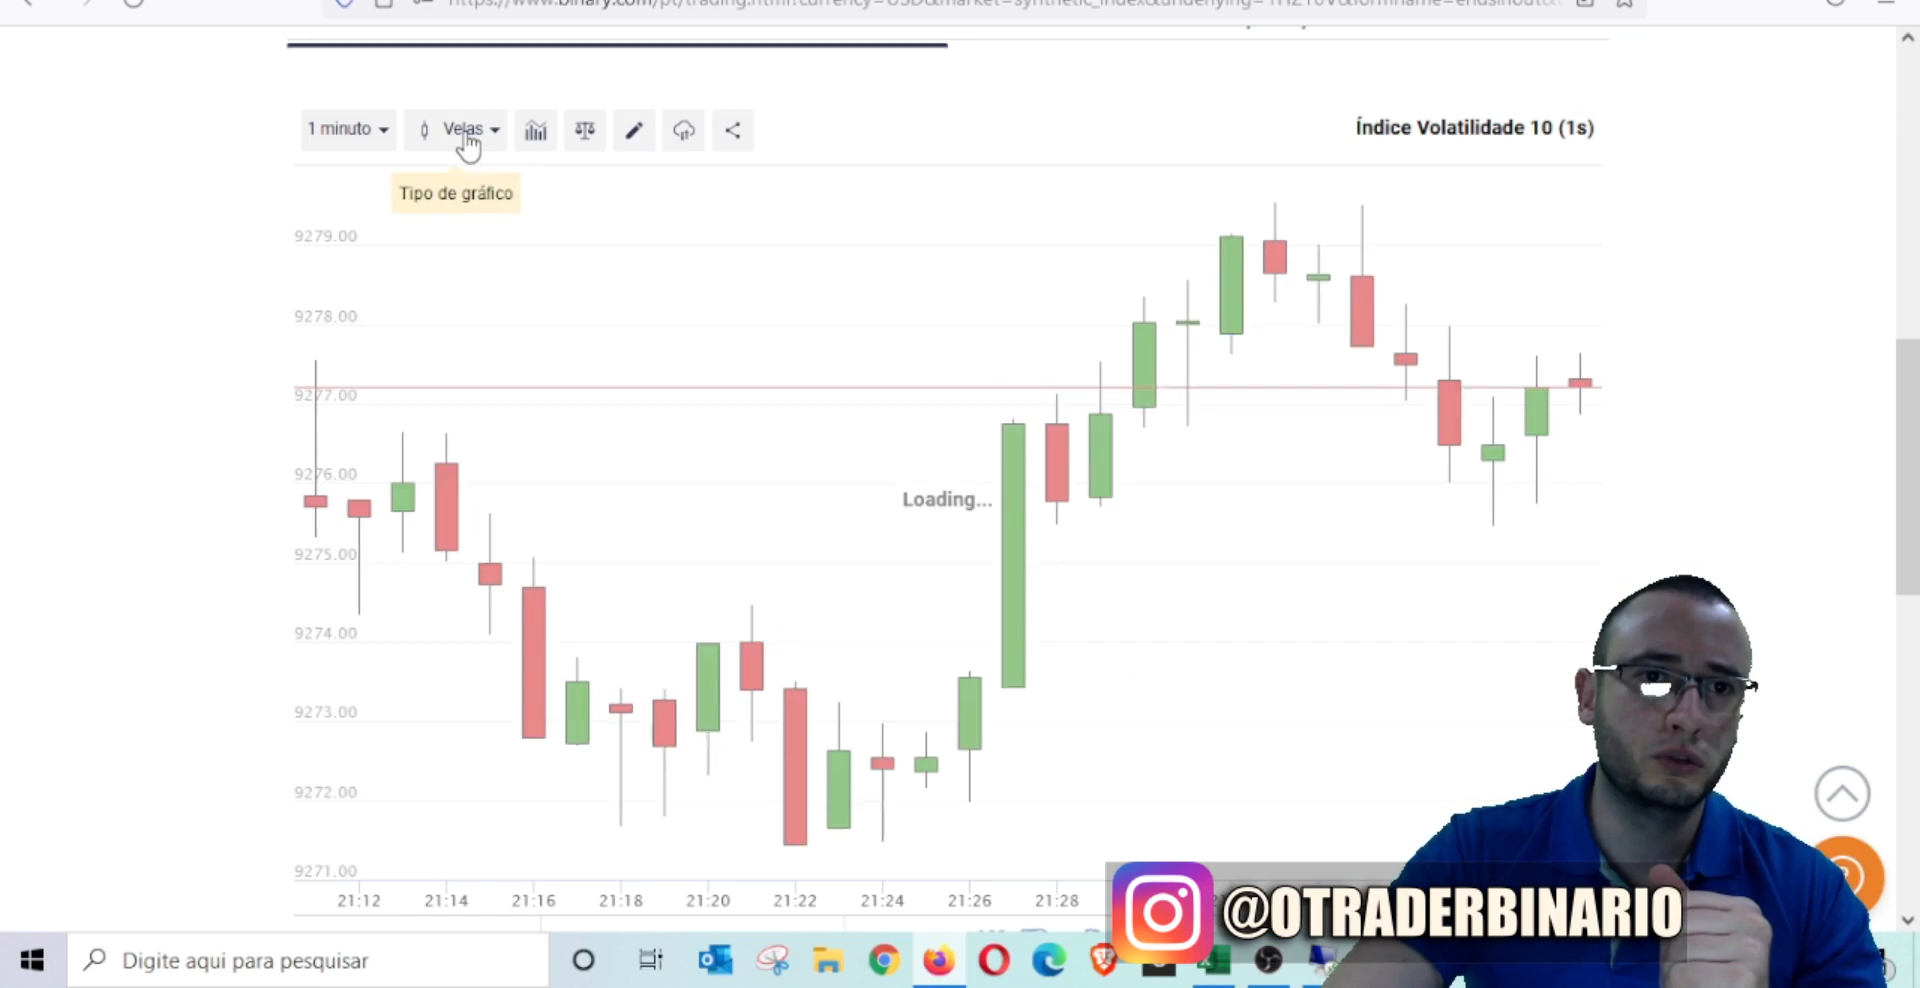 1 minuto
Velas
Índice Volatilidade 10 (1s)
Tipo de gráfico
9279.00
9278.00
9277.00
9276.00
9275.00
Loading...
9274.00
9273.00
9272.00
9271.00
21:12 21:14 21:16 21:18 21:20 21:22 21:24 21:26 21:28
@OTRADERBINARIO
Digite aqui para pesquisar